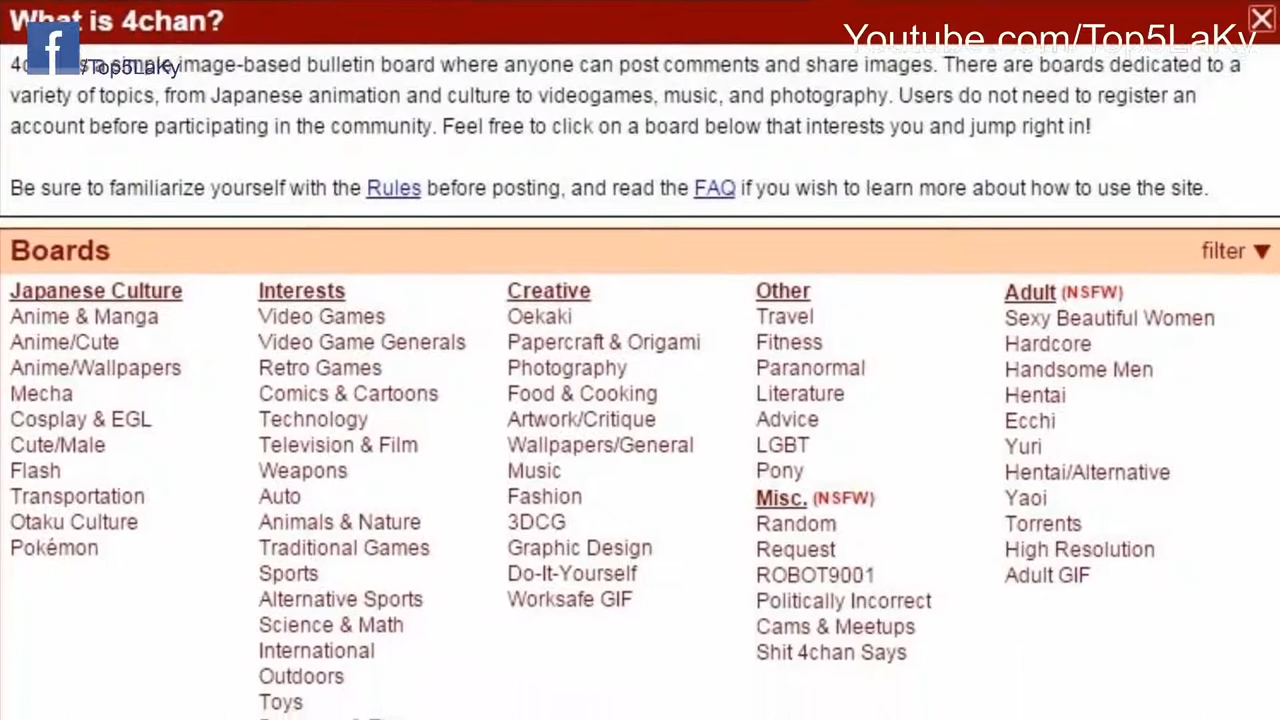 What is 4chan?
Youtube.com/Top5LaKy
/Top5LaKy
image-based bulletin board where anyone can post comments and share images. There are boards dedicated to a
variety of topics, from Japanese animation and culture to videogames, music, and photography. Users do not need to register an
account before participating in the community. Feel free to click on a board below that interests you and jump right in!
Be sure to familiarize yourself with the Rules before posting, and read the FAQ if you wish to learn more about how to use the site.
Boards
filter ▼
Japanese Culture
Anime & Manga
Anime/Cute
Anime/Wallpapers
Mecha
Cosplay & EGL
Cute/Male
Flash
Transportation
Otaku Culture
Pokémon
Interests
Video Games
Video Game Generals
Retro Games
Comics & Cartoons
Technology
Television & Film
Weapons
Auto
Animals & Nature
Traditional Games
Sports
Alternative Sports
Science & Math
International
Outdoors
Toys
Creative
Oekaki
Papercraft & Origami
Photography
Food & Cooking
Artwork/Critique
Wallpapers/General
Music
Fashion
3DCG
Graphic Design
Do-It-Yourself
Worksafe GIF
Other
Travel
Fitness
Paranormal
Literature
Advice
LGBT
Pony
Misc. (NSFW)
Random
Request
ROBOT9001
Politically Incorrect
Cams & Meetups
Shit 4chan Says
Adult (NSFW)
Sexy Beautiful Women
Hardcore
Handsome Men
Hentai
Ecchi
Yuri
Hentai/Alternative
Yaoi
Torrents
High Resolution
Adult GIF